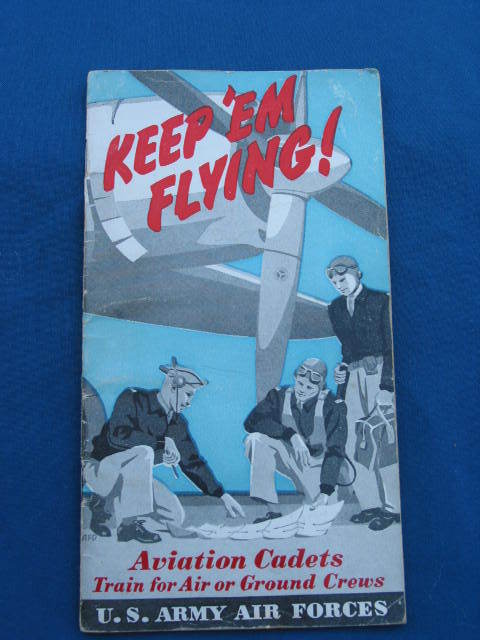 KEEP 'EM
FLYING!
Aviation Cadets
Train for Air or Ground Crews
U.S. ARMY AIR FORCES